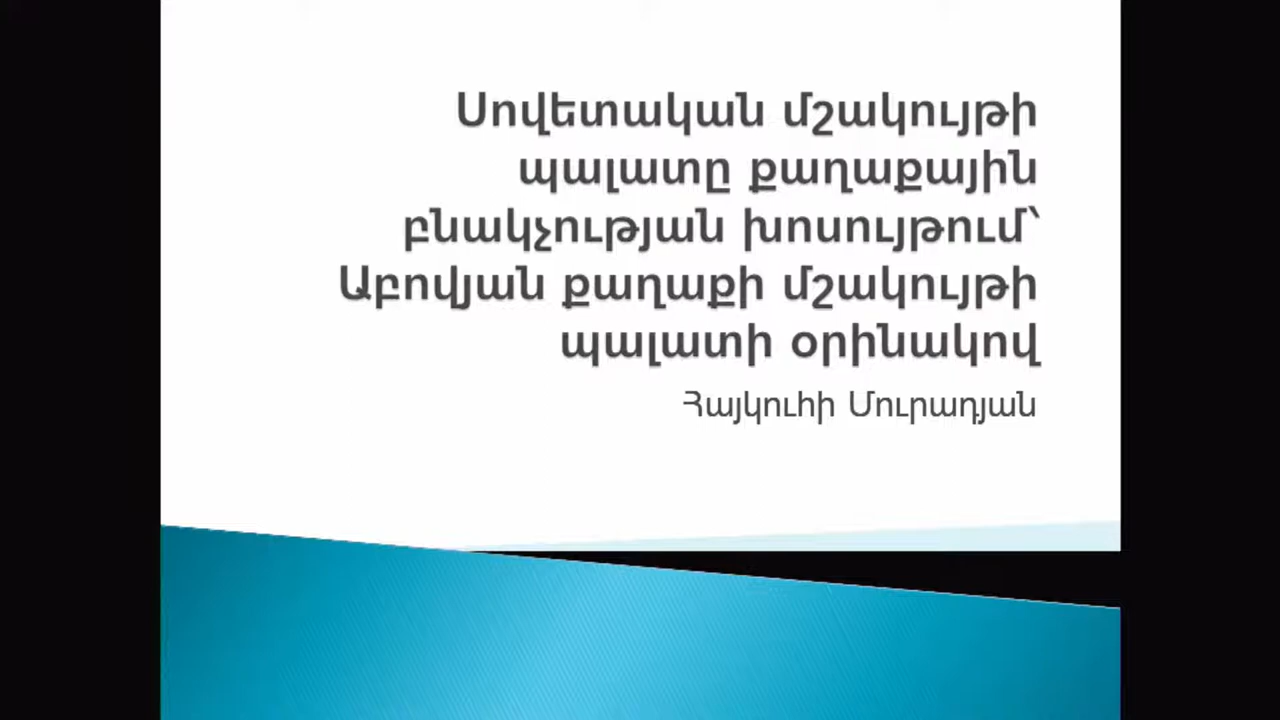 Սովետական մշակույթի
պալատը քաղաքային
բնակչության խոսույթում՝
Աբովյան քաղաքի մշակույթի
պալատի օրինակով
Հայկուհի Մուրադյան